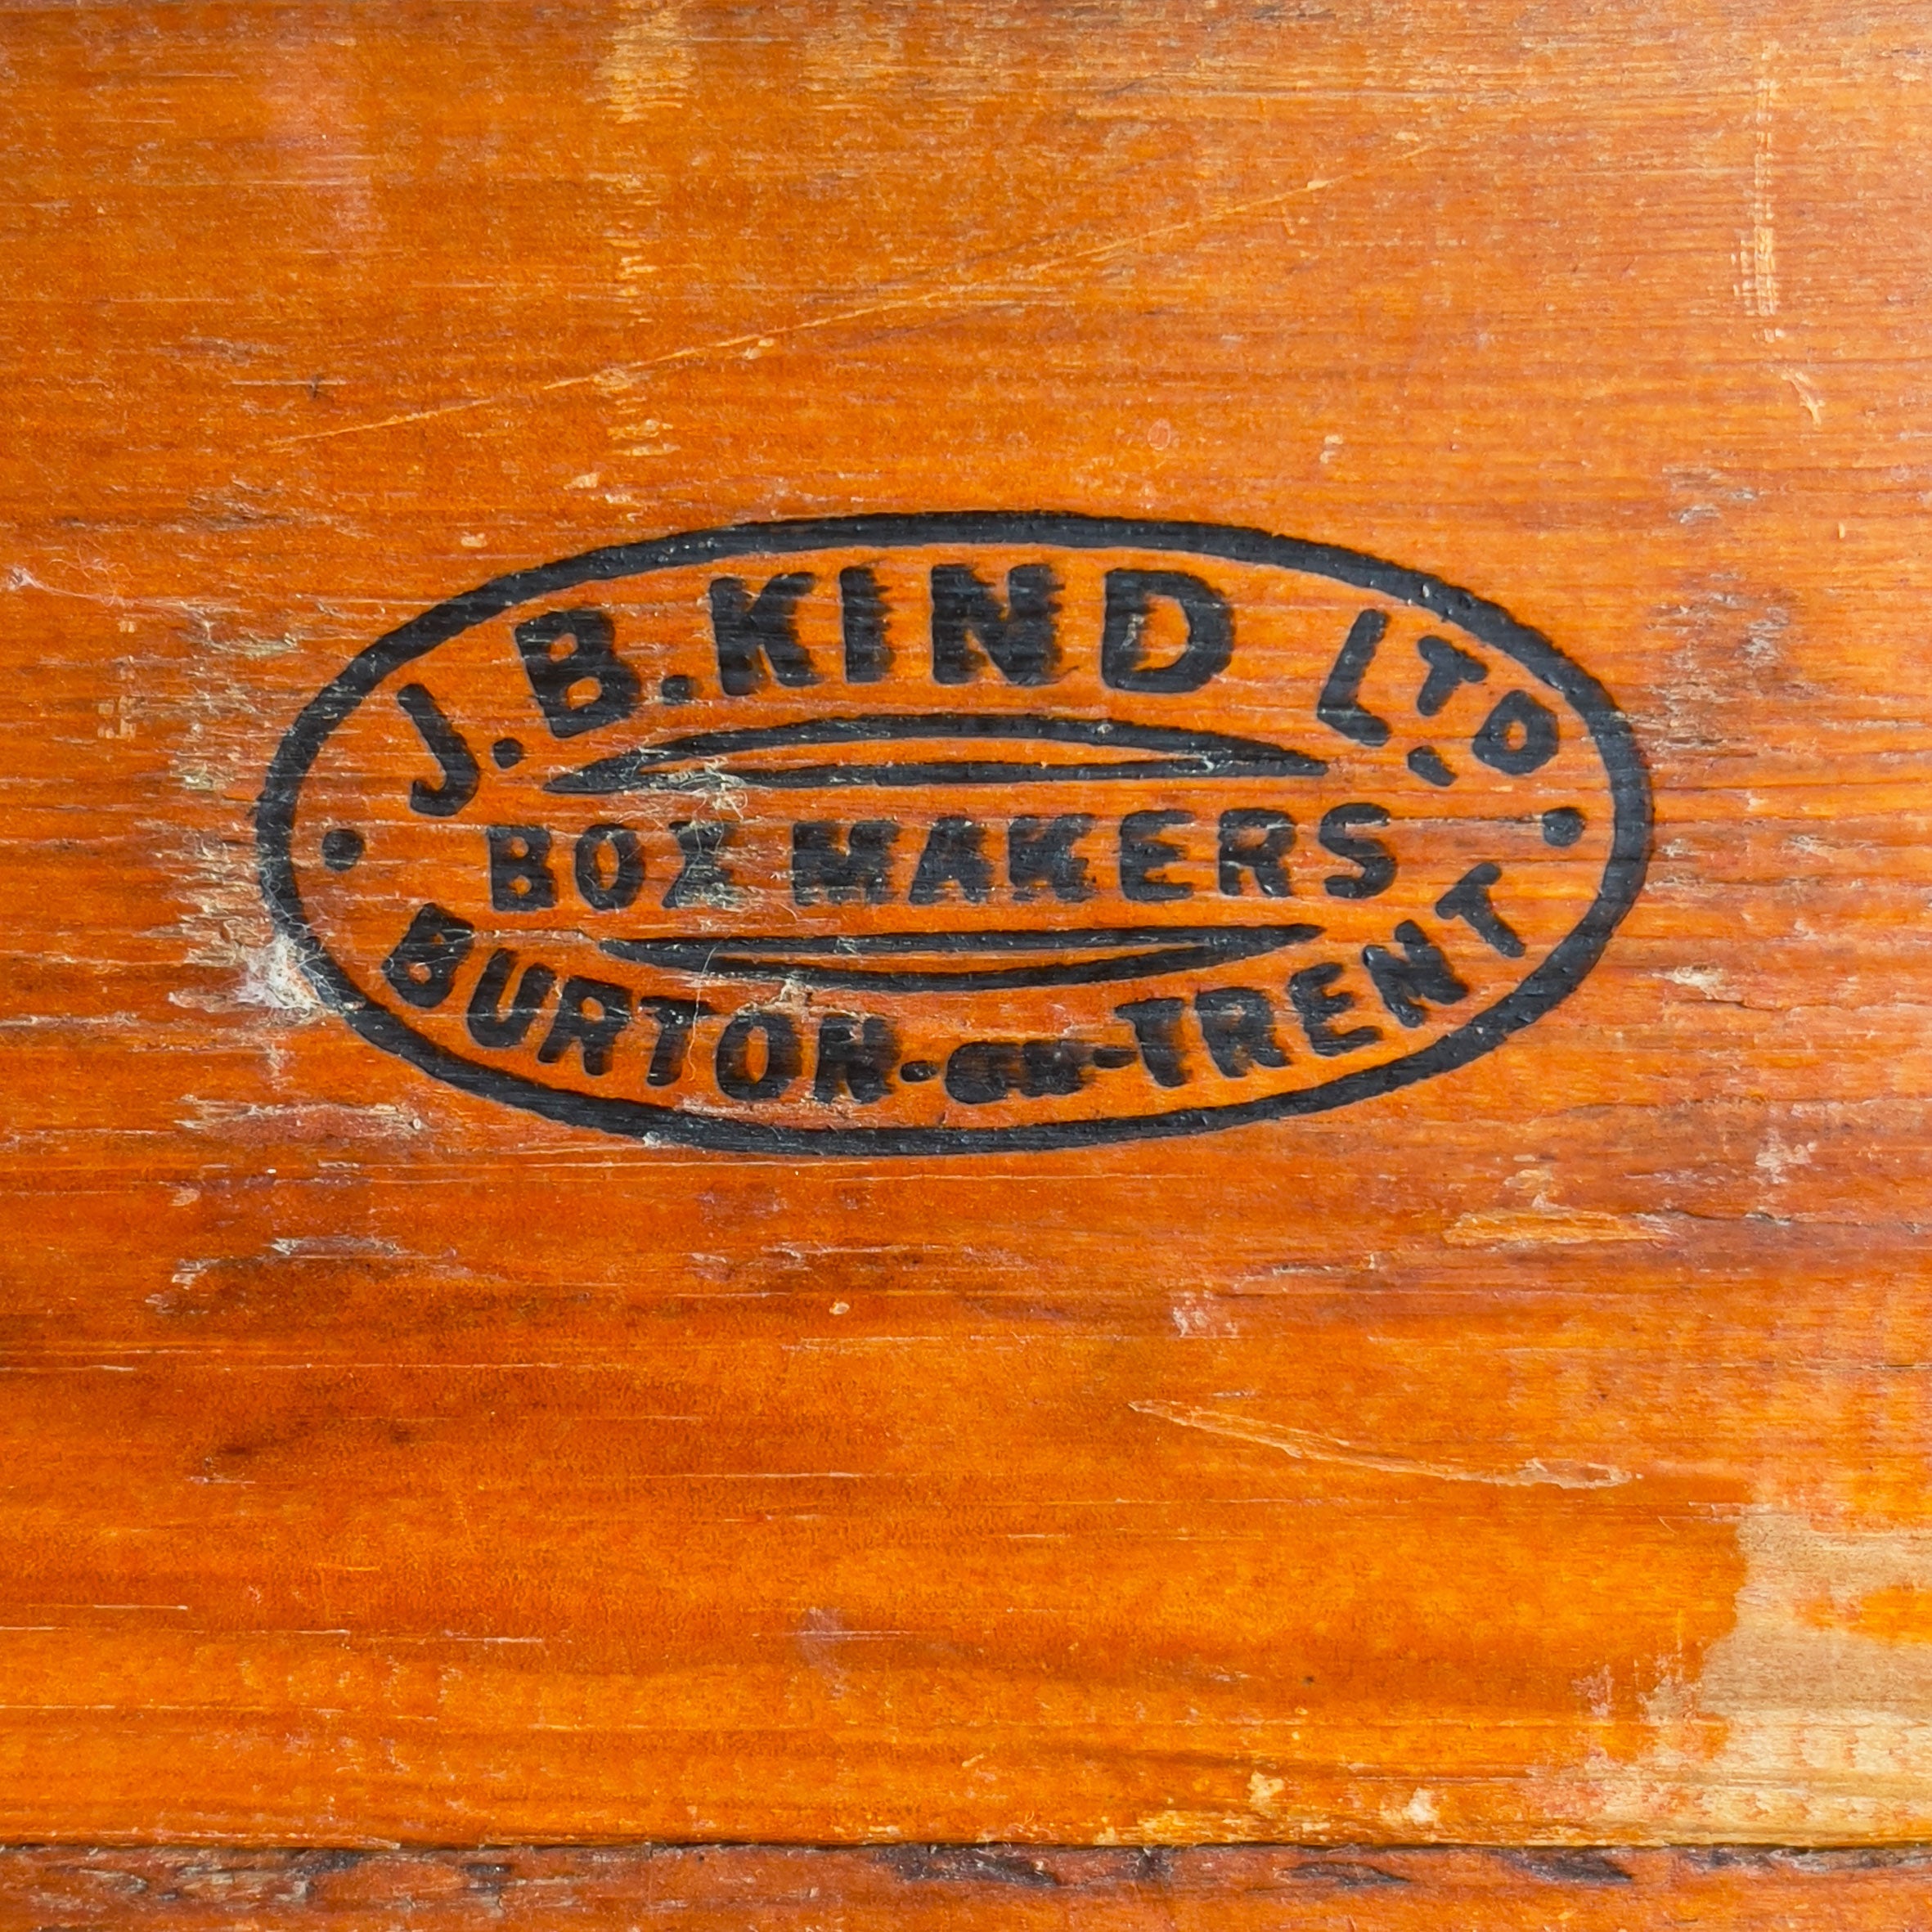 J.B.KIND LTD
BOX MAKERS
BURTON-ON-TRENT